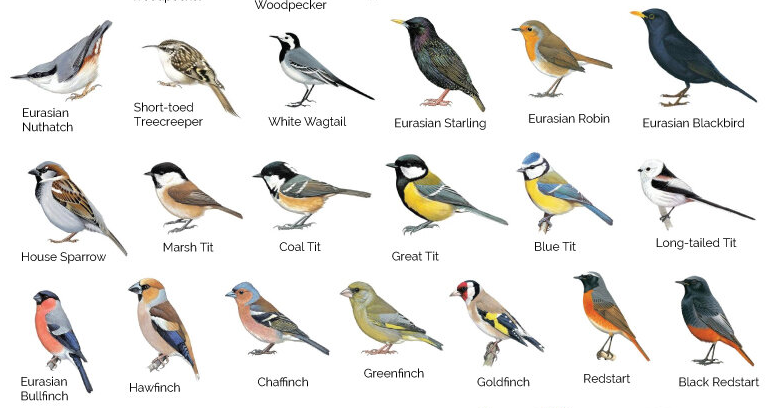 Woodpecker
Eurasian
Nuthatch
Short-toed
Treecreeper
White Wagtail
Eurasian Starling
Eurasian Robin
Eurasian Blackbird
House Sparrow
Marsh Tit
Coal Tit
Great Tit
Blue Tit
Long-tailed Tit
Eurasian
Bullfinch
Hawfinch
Chaffinch
Greenfinch
Goldfinch
Redstart
Black Redstart